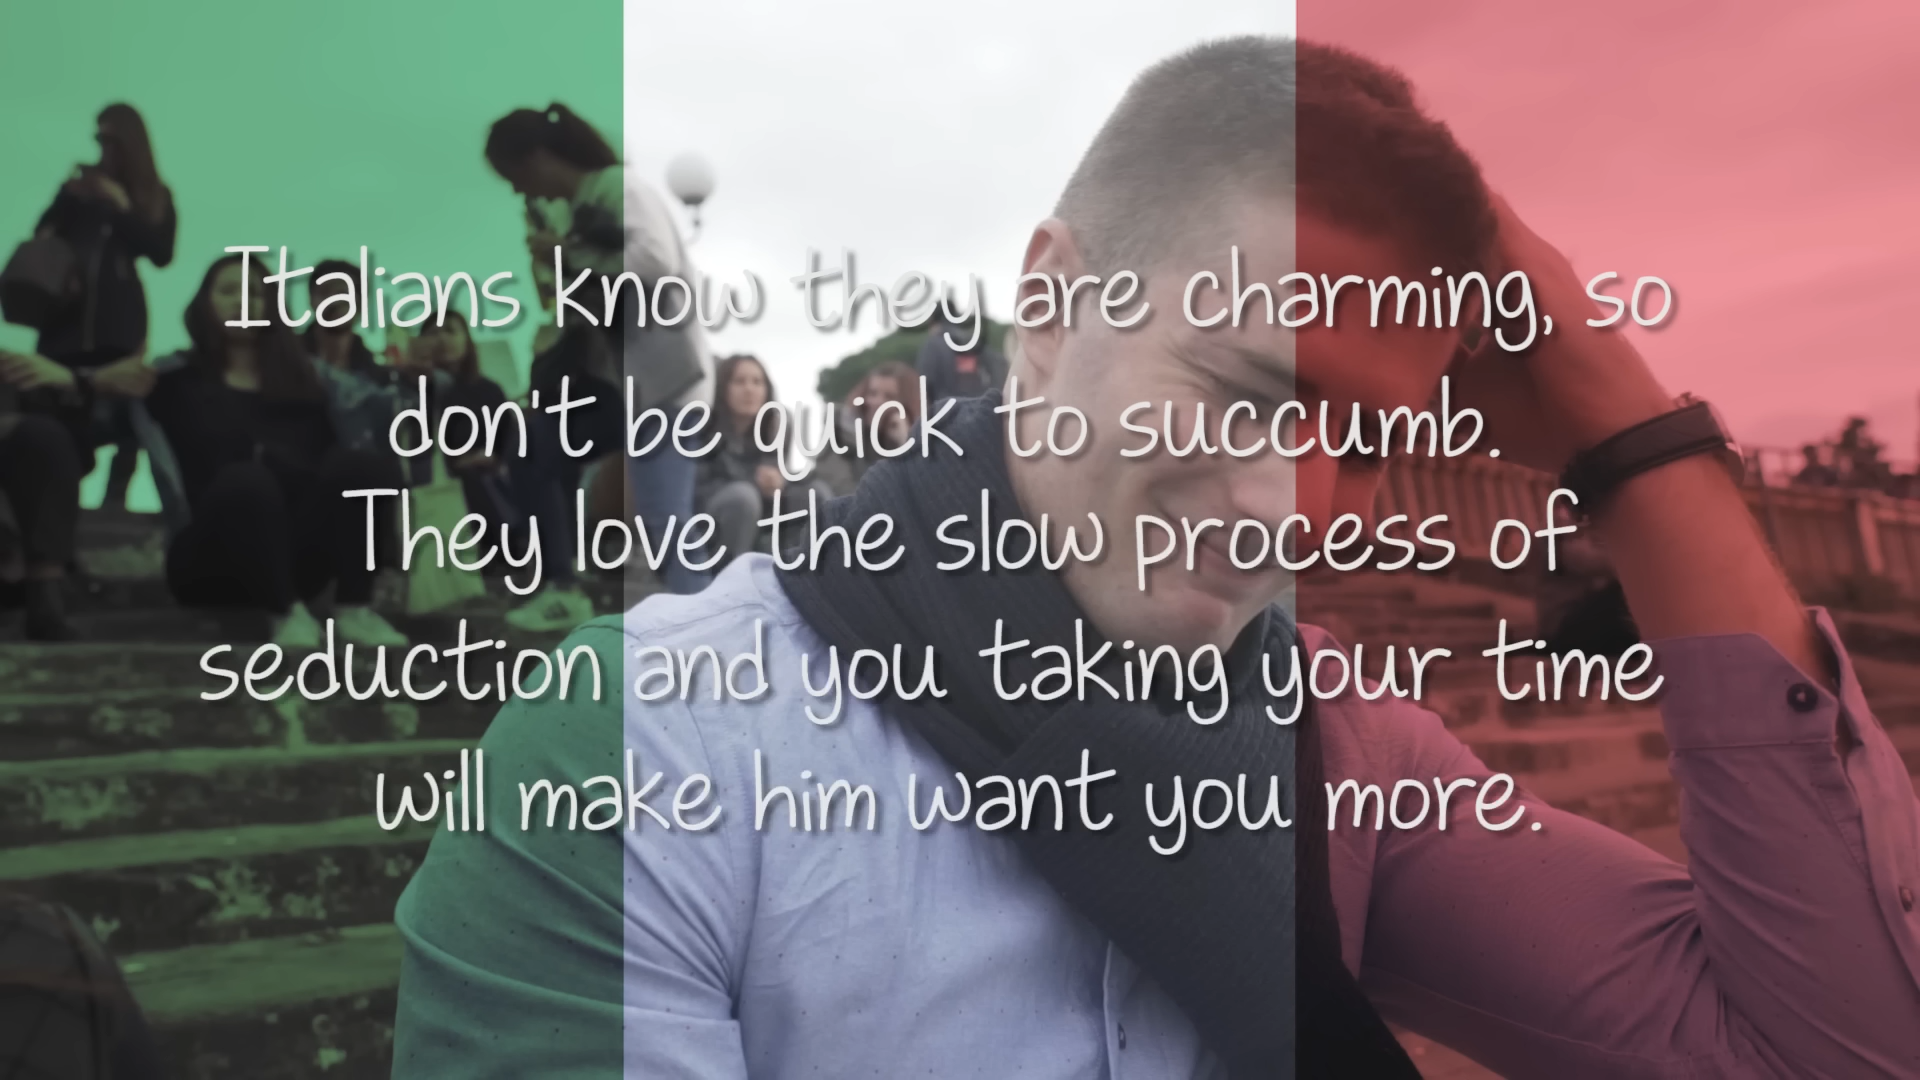 Italians know they are charming, so
don't be quick to succumb.
They love the slow process of
seduction and you taking your time
will make him want you more.